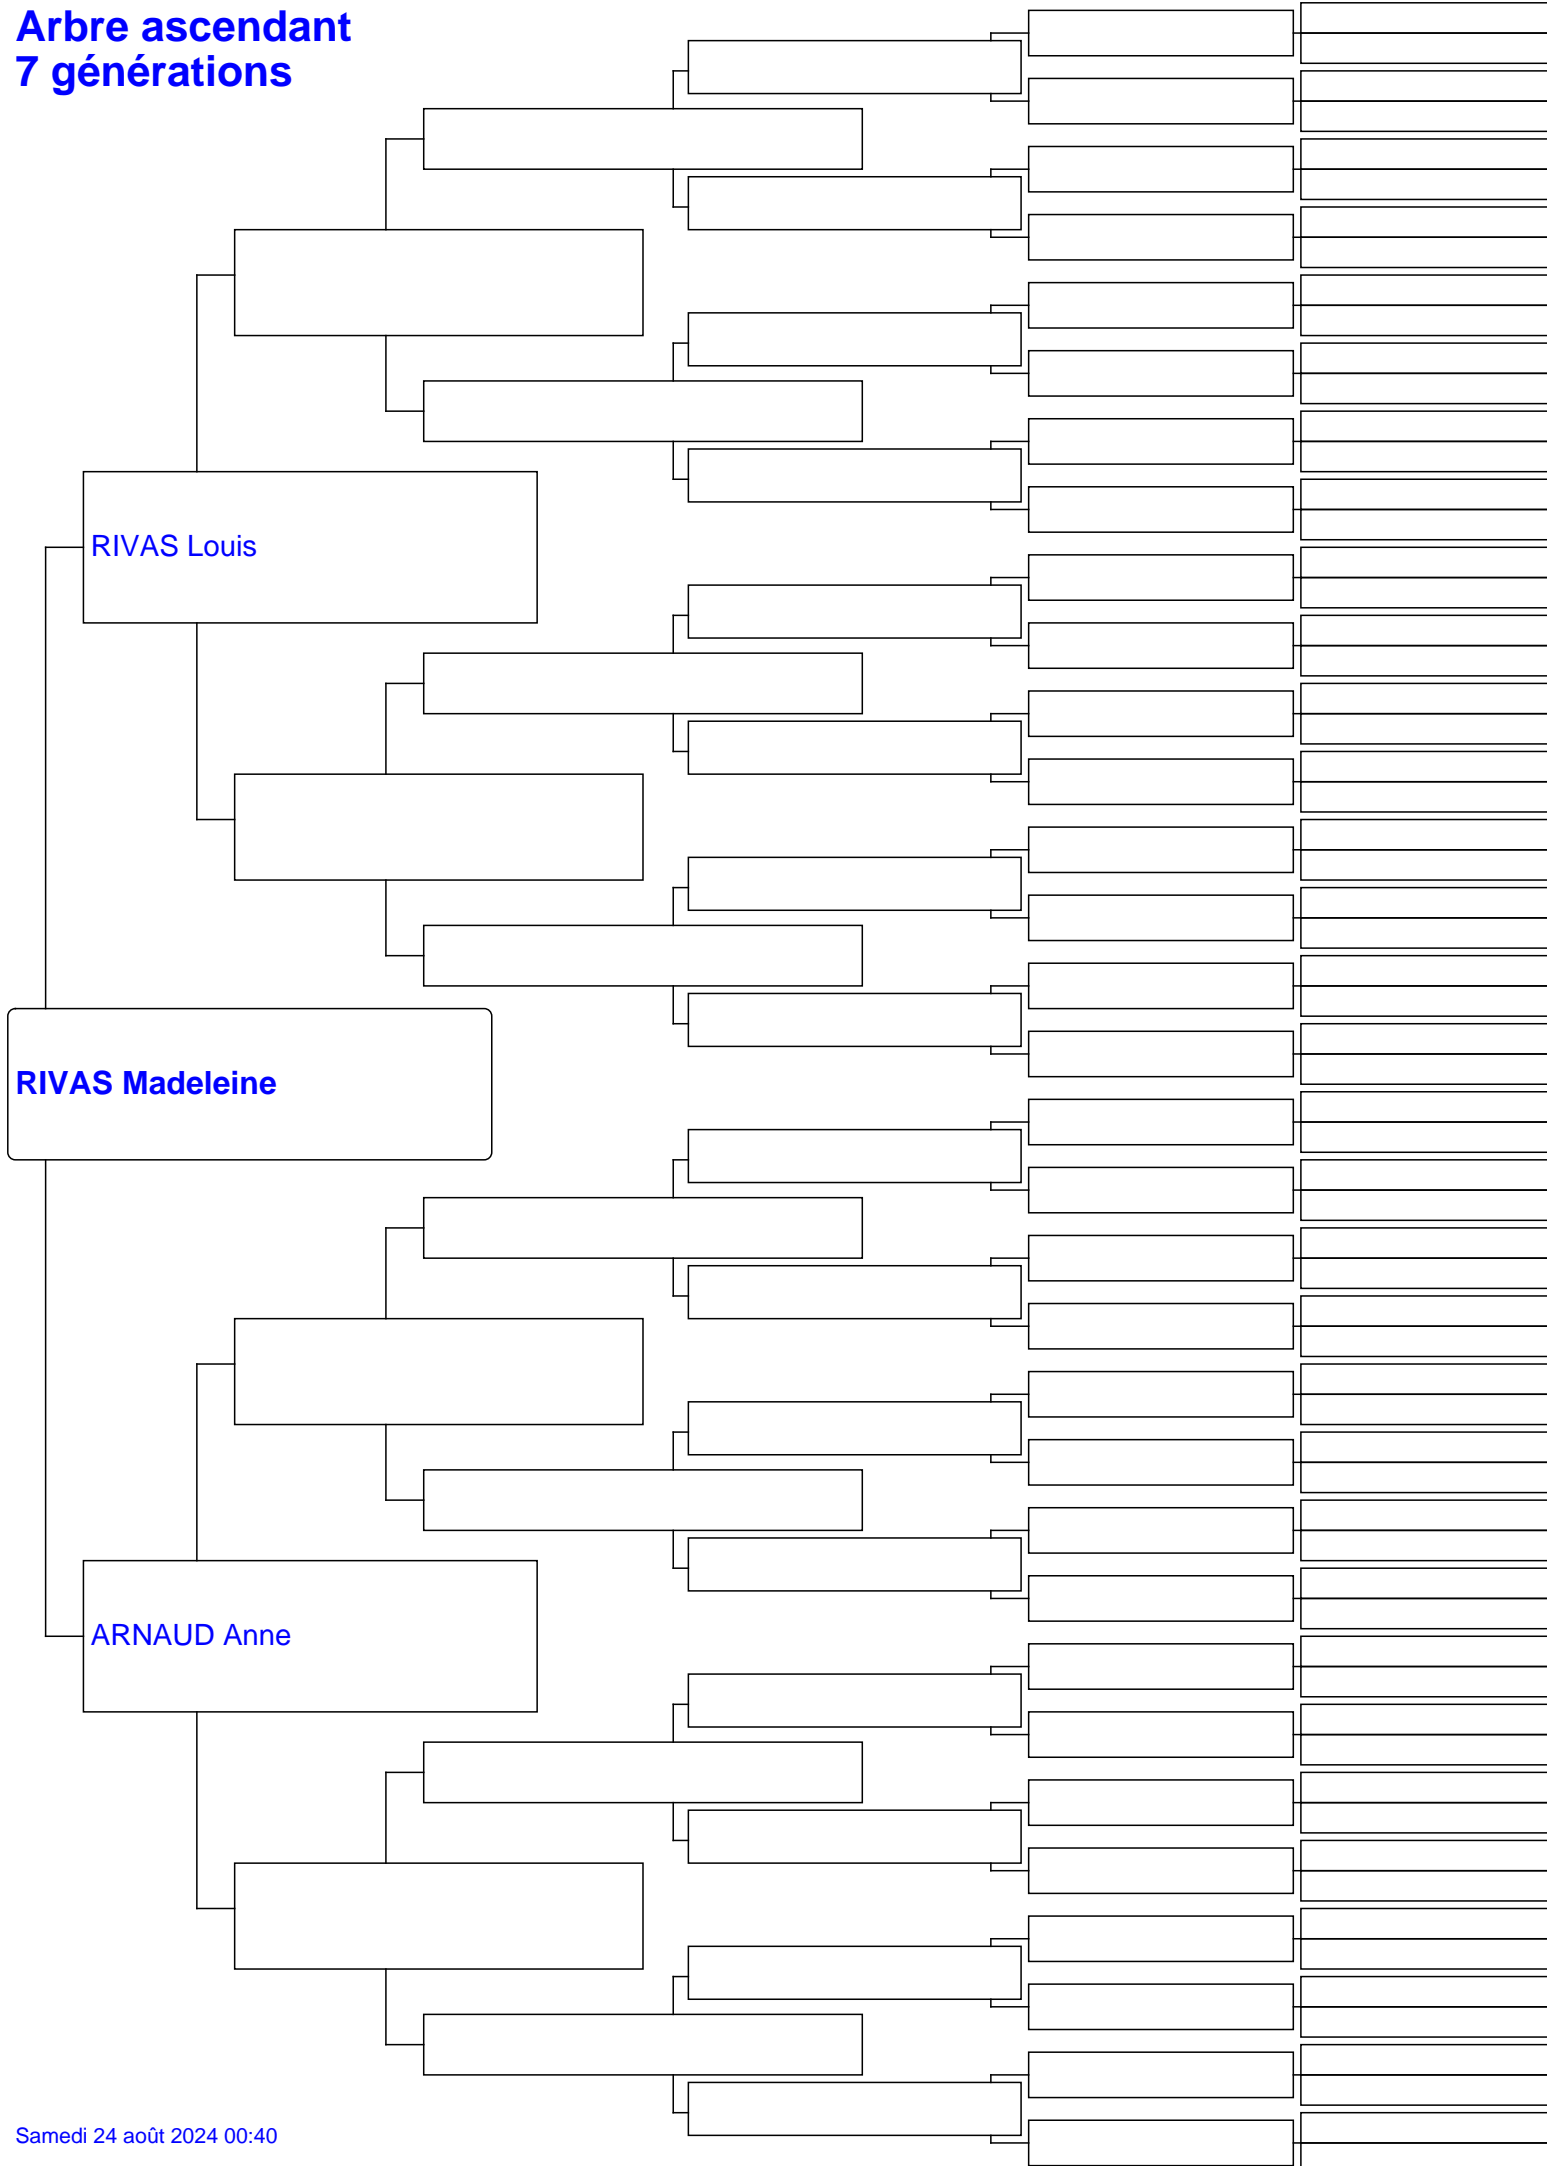 Arbre ascendant
7 générations
RIVAS Louis
RIVAS Madeleine
ARNAUD Anne
Samedi 24 août 2024 00:40